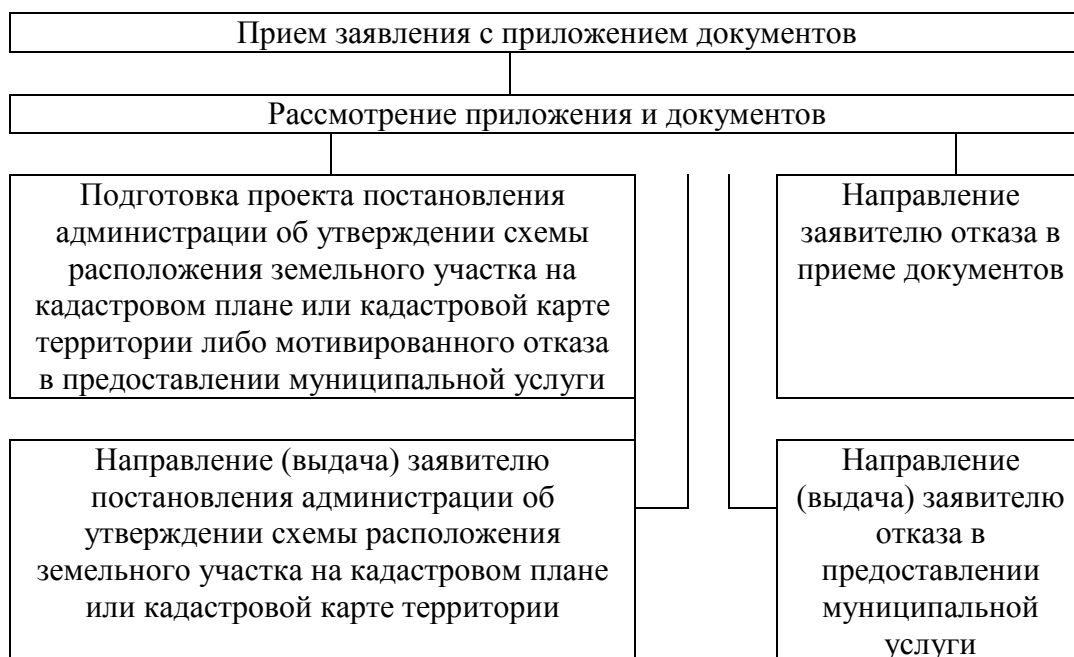 Прием заявления с приложением документов
Рассмотрение приложения и документов
Подготовка проекта постановления
администрации об утверждении схемы
расположения земельного участка на
кадастровом плане или кадастровой карте
территории либо мотивированного отказа
в предоставлении муниципальной услуги
Направление
заявителю отказа в
приеме документов
Направление (выдача) заявителю
постановления администрации об
утверждении схемы расположения
земельного участка на кадастровом плане
или кадастровой карте территории
Направление
(выдача) заявителю
отказа в
предоставлении
муниципальной
услуги